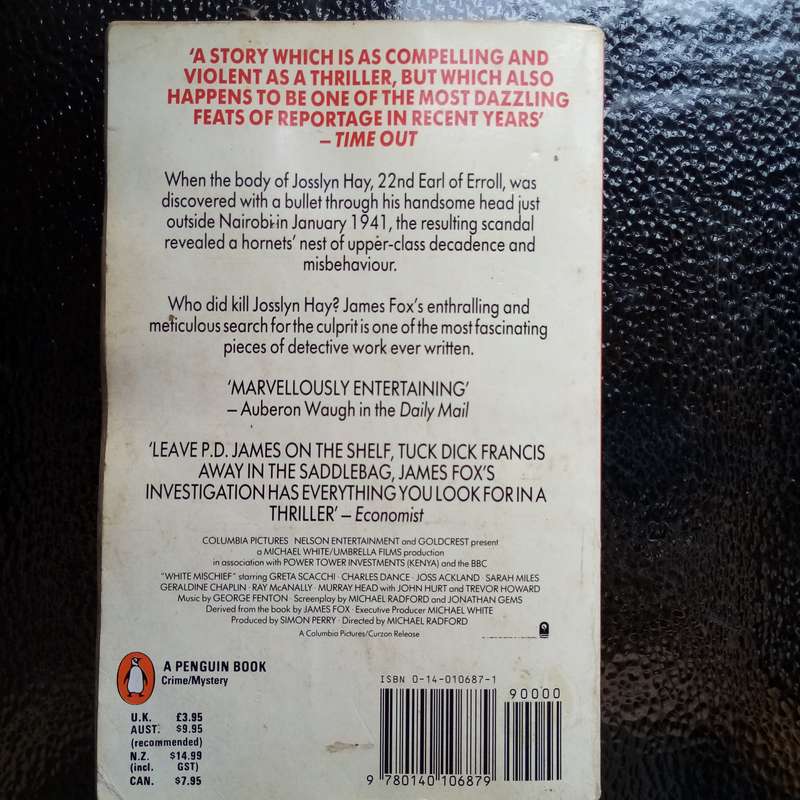 ‘A STORY WHICH IS AS COMPELLING AND
VIOLENT AS A THRILLER, BUT WHICH ALSO
HAPPENS TO BE ONE OF THE MOST DAZZLING
FEATS OF REPORTAGE IN RECENT YEARS’
– TIME OUT
When the body of Josslyn Hay, 22nd Earl of Erroll, was
discovered with a bullet through his handsome head just
outside Nairobi in January 1941, the resulting scandal
revealed a hornets’ nest of upper-class decadence and
misbehaviour.
Who did kill Josslyn Hay? James Fox’s enthralling and
meticulous search for the culprit is one of the most fascinating
pieces of detective work ever written.
‘MARVELLOUSLY ENTERTAINING’
– Auberon Waugh in the Daily Mail
‘LEAVE P.D. JAMES ON THE SHELF, TUCK DICK FRANCIS
AWAY IN THE SADDLEBAG, JAMES FOX’S
INVESTIGATION HAS EVERYTHING YOU LOOK FOR IN A
THRILLER’ – Economist
COLUMBIA PICTURES NELSON ENTERTAINMENT and GOLDCREST present
a MICHAEL WHITE/UMBRELLA FILMS production
in association with POWER TOWER INVESTMENTS (KENYA) and the BBC
“WHITE MISCHIEF” starring GRETA SCACCHI · CHARLES DANCE · JOSS ACKLAND · SARAH MILES
GERALDINE CHAPLIN · RAY McANALLY · MURRAY HEAD with JOHN HURT and TREVOR HOWARD
Music by GEORGE FENTON · Screenplay by MICHAEL RADFORD and JONATHAN GEMS
Derived from the book by JAMES FOX · Executive Producer MICHAEL WHITE
Produced by SIMON PERRY · Directed by MICHAEL RADFORD
A Columbia Pictures/Curzon Release
A PENGUIN BOOK
Crime/Mystery
U.K. £3.95
AUST. $9.95
(recommended)
N.Z. $14.99
(incl. GST)
CAN. $7.95
ISBN 0-14-010687-1
90000
9 780140 106879